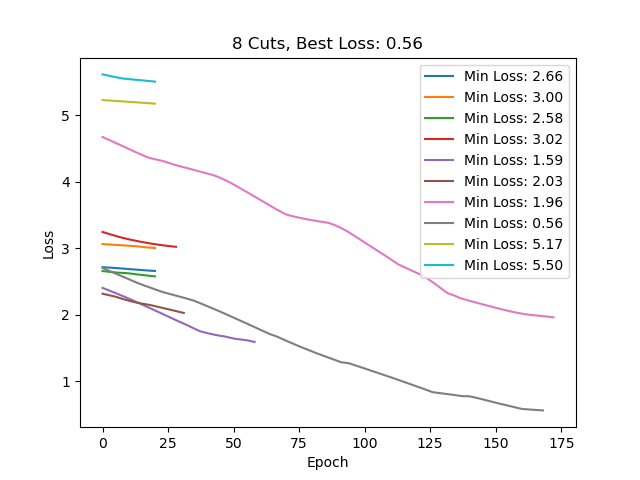 8 Cuts, Best Loss: 0.56
Min Loss: 2.66
Min Loss: 3.00
Min Loss: 2.58
Min Loss: 3.02
Min Loss: 1.59
Min Loss: 2.03
Min Loss: 1.96
Min Loss: 0.56
Min Loss: 5.17
Min Loss: 5.50
Loss
5
4
3
2
1
0 25 50 75 100 125 150 175
Epoch